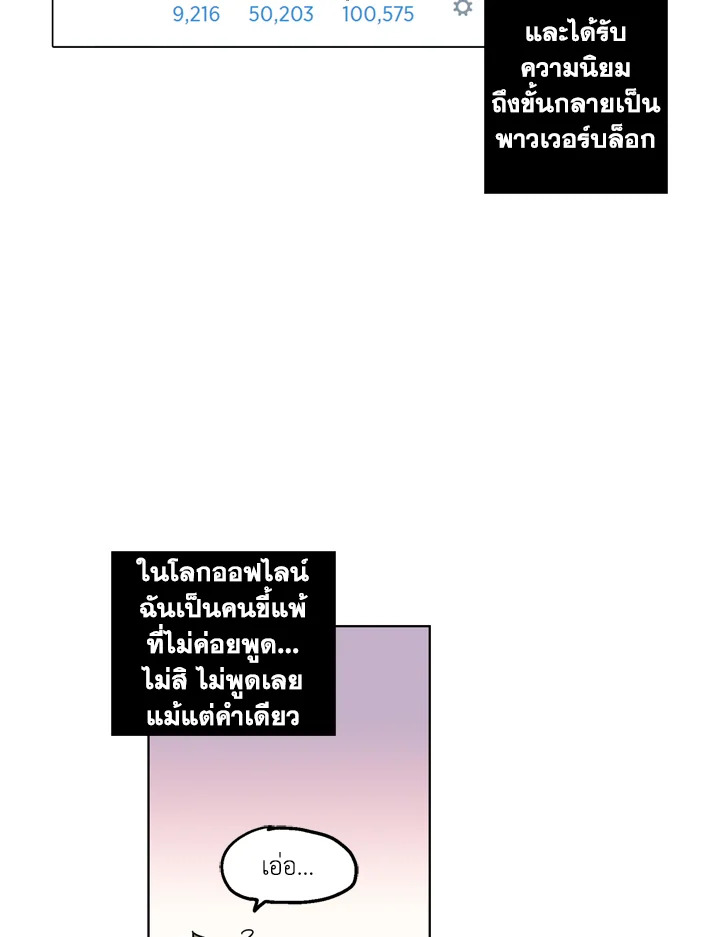 9,216 50,203 100,575
และได้รับ
ความนิยม
ถึงขั้นกลายเป็น
พาวเวอร์บล็อก
ในโลกออฟไลน์
ฉันเป็นคนขี้แพ้
ที่ไม่ค่อยพูด...
ไม่สิ ไม่พูดเลย
แม้แต่คำเดียว
เอ่อ...